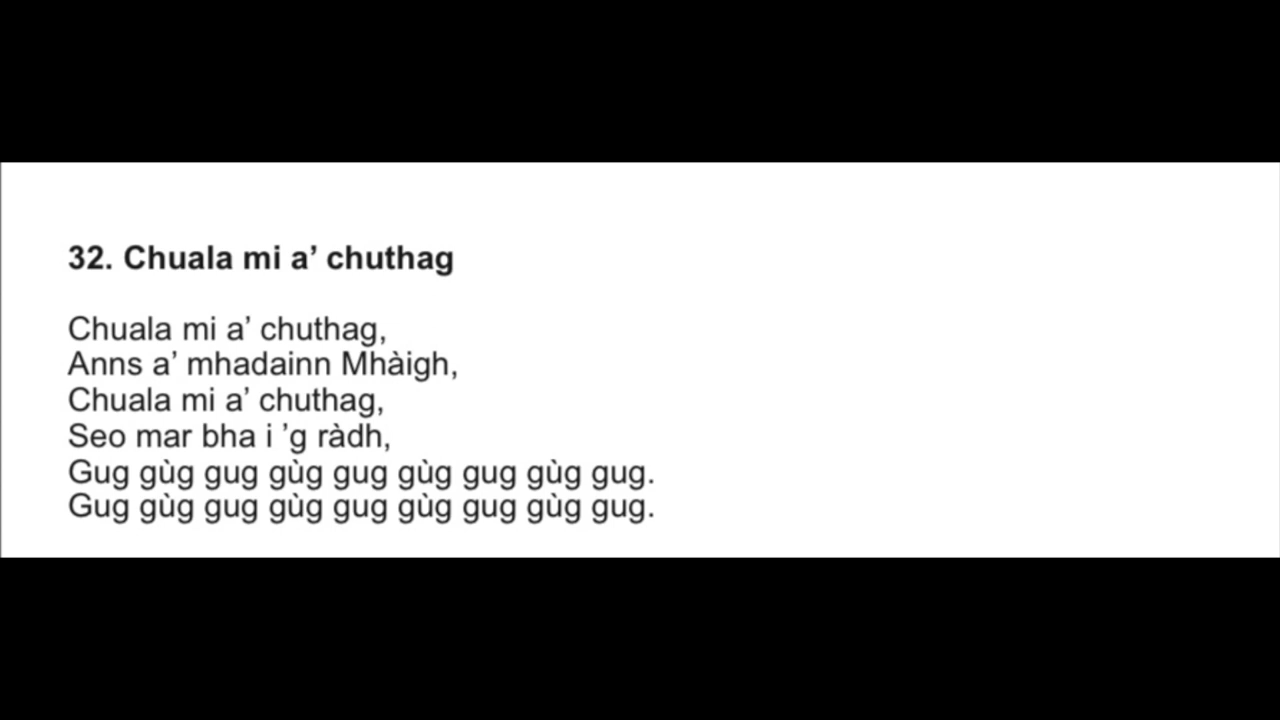 32. Chuala mi a’ chuthag
Chuala mi a’ chuthag,
Anns a’ mhadainn Mhàigh,
Chuala mi a’ chuthag,
Seo mar bha i ’g ràdh,
Gug gùg gug gùg gug gùg gug gùg gug.
Gug gùg gug gùg gug gùg gug gùg gug.